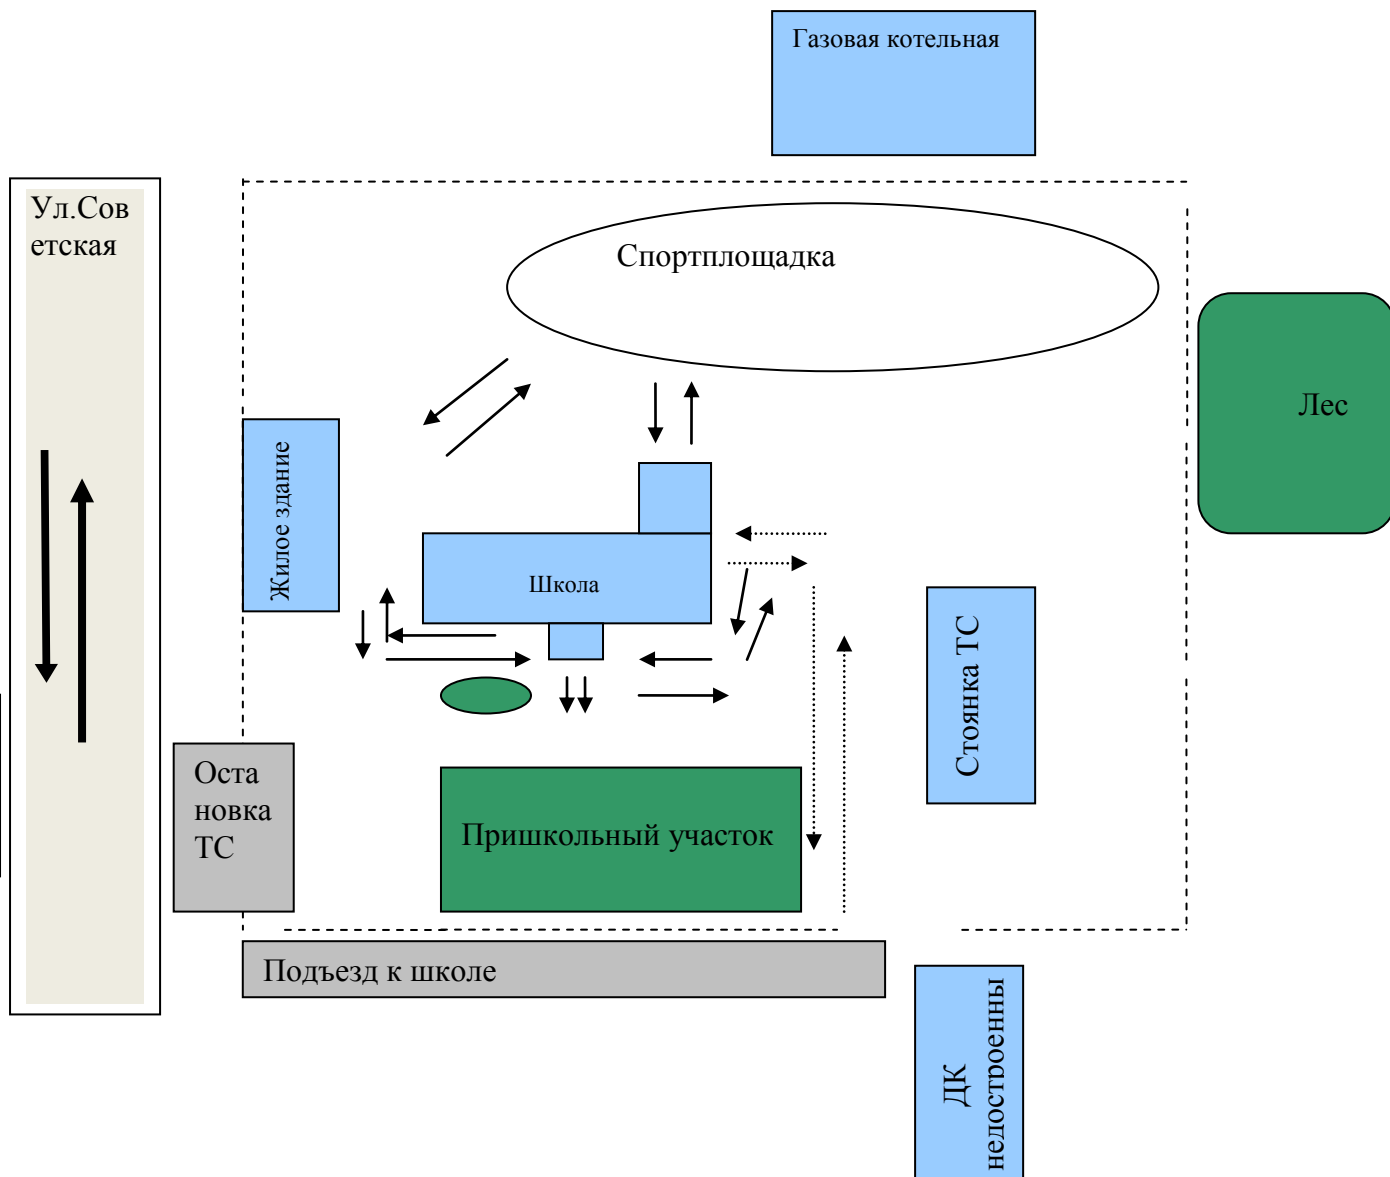 Газовая котельная
Ул.Сов
етская
Спортплощадка
Лес
Жилое здание
Школа
Стоянка ТС
Оста
новка
ТС
Пришкольный участок
Подъезд к школе
ДК
недостроенны